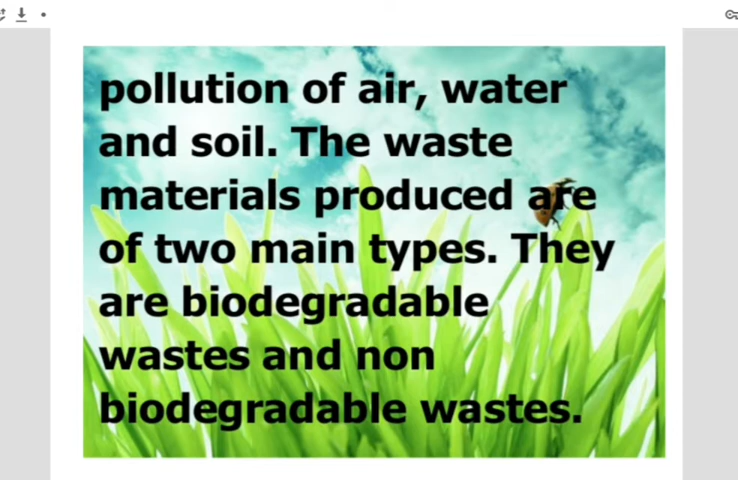 pollution of air, water
and soil. The waste
materials produced are
of two main types. They
are biodegradable
wastes and non
biodegradable wastes.